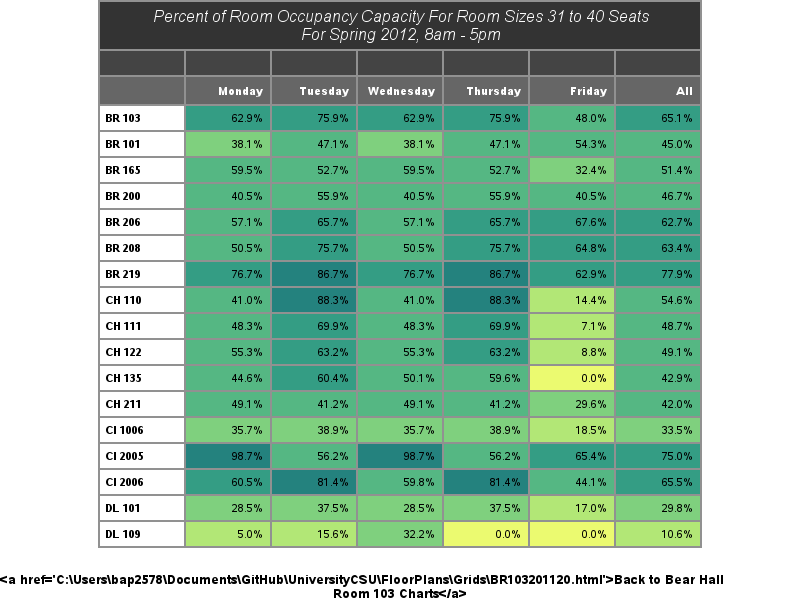 Percent of Room Occupancy Capacity For Room Sizes 31 to 40 Seats
For Spring 2012, 8am - 5pm
Monday Tuesday Wednesday Thursday Friday All
BR 103 62.9% 75.9% 62.9% 75.9% 48.0% 65.1%
BR 101 38.1% 47.1% 38.1% 47.1% 54.3% 45.0%
BR 165 59.5% 52.7% 59.5% 52.7% 32.4% 51.4%
BR 200 40.5% 55.9% 40.5% 55.9% 40.5% 46.7%
BR 206 57.1% 65.7% 57.1% 65.7% 67.6% 62.7%
BR 208 50.5% 75.7% 50.5% 75.7% 64.8% 63.4%
BR 219 76.7% 86.7% 76.7% 86.7% 62.9% 77.9%
CH 110 41.0% 88.3% 41.0% 88.3% 14.4% 54.6%
CH 111 48.3% 69.9% 48.3% 69.9% 7.1% 48.7%
CH 122 55.3% 63.2% 55.3% 63.2% 8.8% 49.1%
CH 135 44.6% 60.4% 50.1% 59.6% 0.0% 42.9%
CH 211 49.1% 41.2% 49.1% 41.2% 29.6% 42.0%
CI 1006 35.7% 38.9% 35.7% 38.9% 18.5% 33.5%
CI 2005 98.7% 56.2% 98.7% 56.2% 65.4% 75.0%
CI 2006 60.5% 81.4% 59.8% 81.4% 44.1% 65.5%
DL 101 28.5% 37.5% 28.5% 37.5% 17.0% 29.8%
DL 109 5.0% 15.6% 32.2% 0.0% 0.0% 10.6%
<a href='C:\Users\bap2578\Documents\GitHub\UniversityCSU\FloorPlans\Grids\BR103201120.html'>Back to Bear Hall
Room 103 Charts</a>